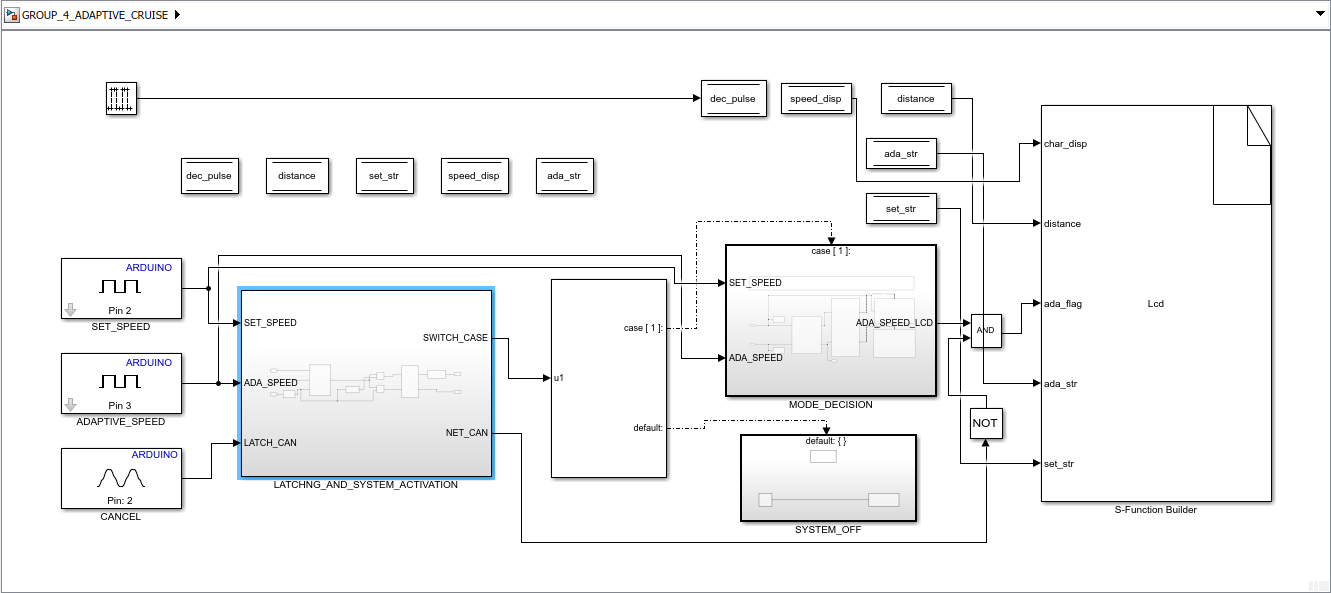 GROUP_4_ADAPTIVE_CRUISE
dec_pulse
speed_disp
distance
ada_str
set_str
dec_pulse
distance
set_str
speed_disp
ada_str
char_disp
distance
ada_flag
ada_str
set_str
Lcd
S-Function Builder
ARDUINO
Pin 2
SET_SPEED
ARDUINO
Pin 3
ADAPTIVE_SPEED
ARDUINO
Pin: 2
CANCEL
SET_SPEED
ADA_SPEED
LATCH_CAN
SWITCH_CASE
NET_CAN
LATCHNG_AND_SYSTEM_ACTIVATION
u1
case [ 1 ]:
default:
case [ 1 ]:
SET_SPEED
ADA_SPEED_LCD
ADA_SPEED
MODE_DECISION
default: { }
SYSTEM_OFF
AND
NOT